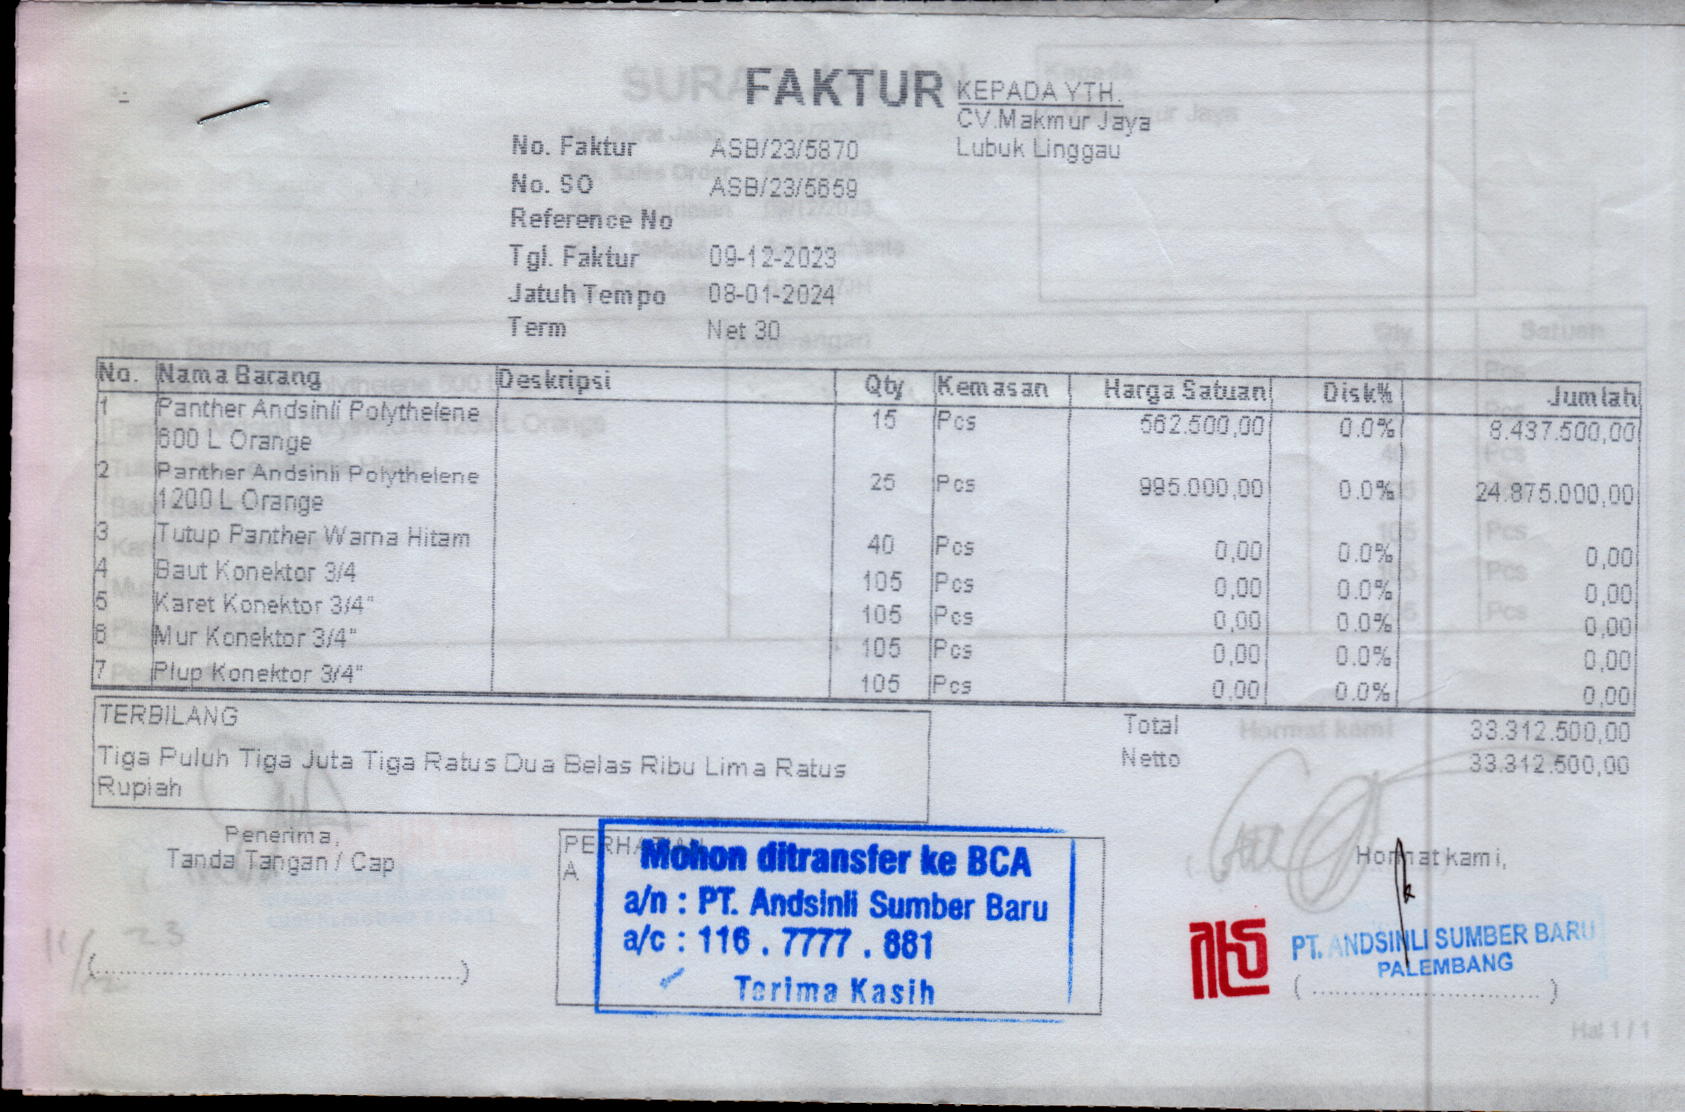 FAKTUR
KEPADA YTH.
CV.Makmur Jaya
Lubuk Linggau
No. Faktur ASB/23/5870
No. SO ASB/23/5659
Reference No
Tgl. Faktur 09-12-2023
Jatuh Tempo 08-01-2024
Term Net 30
No. Nama Barang Deskripsi Qty Kemasan Harga Satuan Disk% Jumlah
1 Panther Andsinli Polythelene 15 Pcs 562.500,00 0.0% 8.437.500,00
600 L Orange
2 Panther Andsinli Polythelene 25 Pcs 995.000,00 0.0% 24.875.000,00
1200 L Orange
3 Tutup Panther Warna Hitam 40 Pcs 0,00 0.0% 0,00
4 Baut Konektor 3/4 105 Pcs 0,00 0.0% 0,00
5 Karet Konektor 3/4" 105 Pcs 0,00 0.0% 0,00
6 Mur Konektor 3/4" 105 Pcs 0,00 0.0% 0,00
7 Plup Konektor 3/4" 105 Pcs 0,00 0.0% 0,00
TERBILANG
Tiga Puluh Tiga Juta Tiga Ratus Dua Belas Ribu Lima Ratus
Rupiah
Total 33.312.500,00
Netto 33.312.500,00
Penerima,
Tanda Tangan / Cap
PERHATIAN
A
Mohon ditransfer ke BCA
a/n : PT. Andsinli Sumber Baru
a/c : 116 . 7777 . 881
Terima Kasih
Hormat kami,
PT. ANDSINLI SUMBER BARU
PALEMBANG
Hal 1 / 1